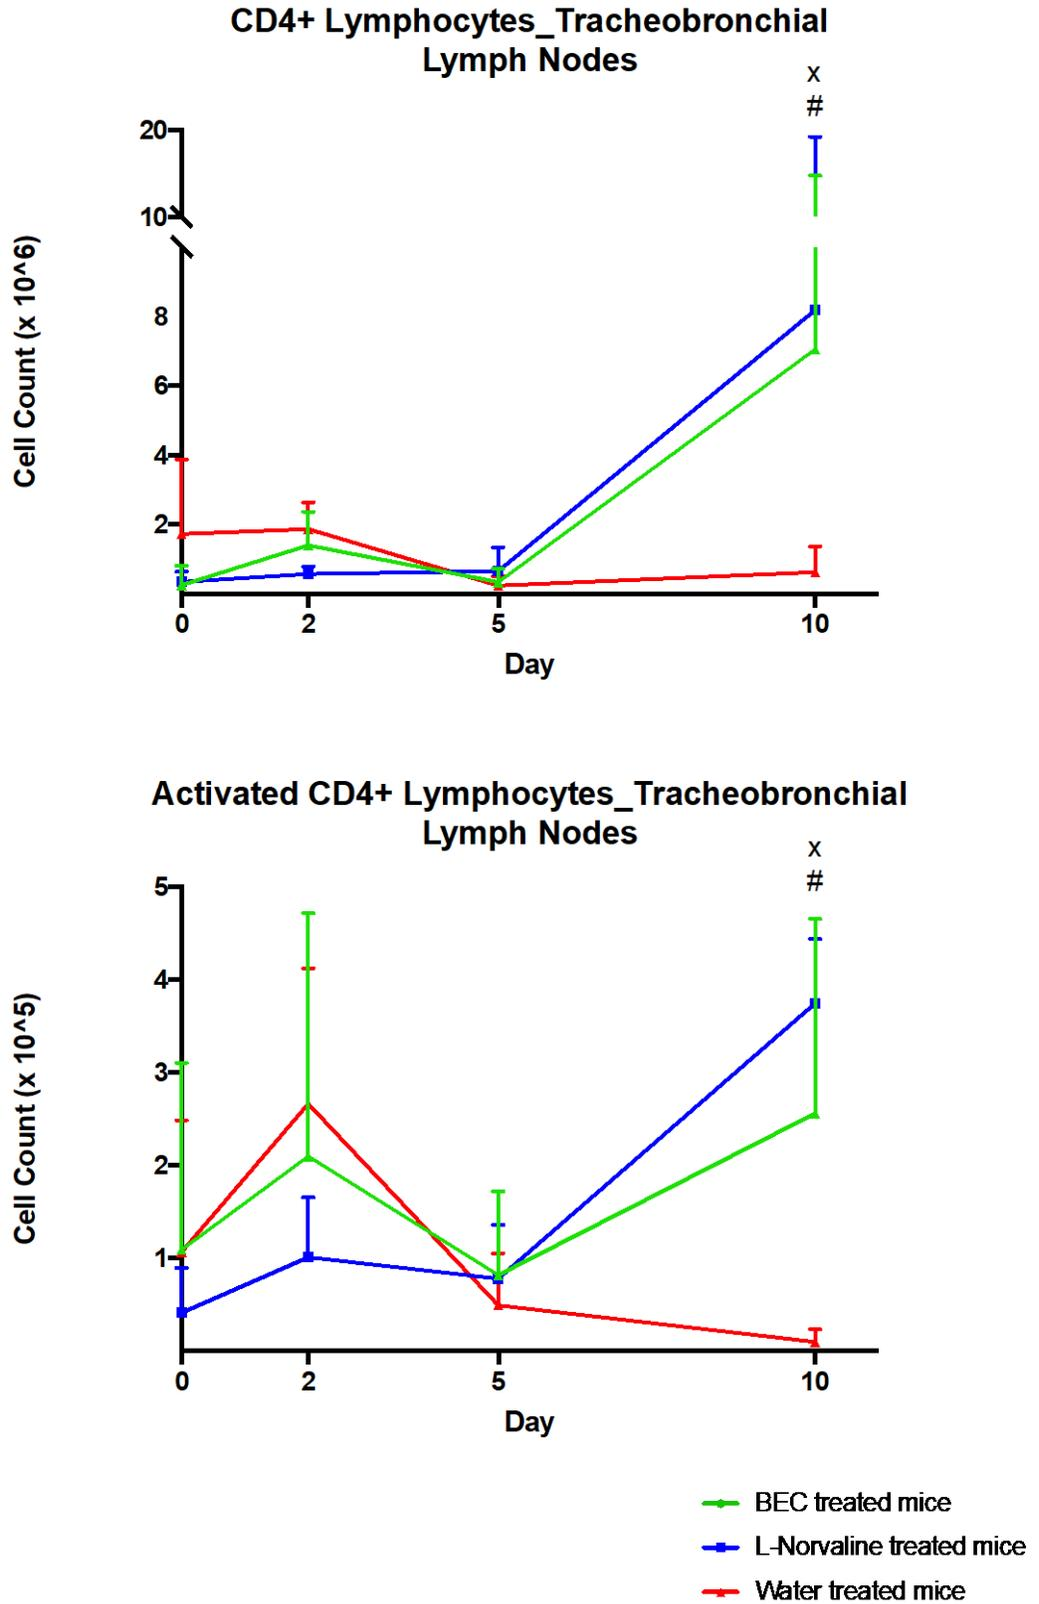 CD4+ Lymphocytes_Tracheobronchial
Lymph Nodes
x
#
20
10
8
6
4
2
Cell Count (x 10^6)
0 2 5 10
Day
Activated CD4+ Lymphocytes_Tracheobronchial
Lymph Nodes
x
#
5
4
3
2
1
Cell Count (x 10^5)
0 2 5 10
Day
BEC treated mice
L-Norvaline treated mice
Water treated mice